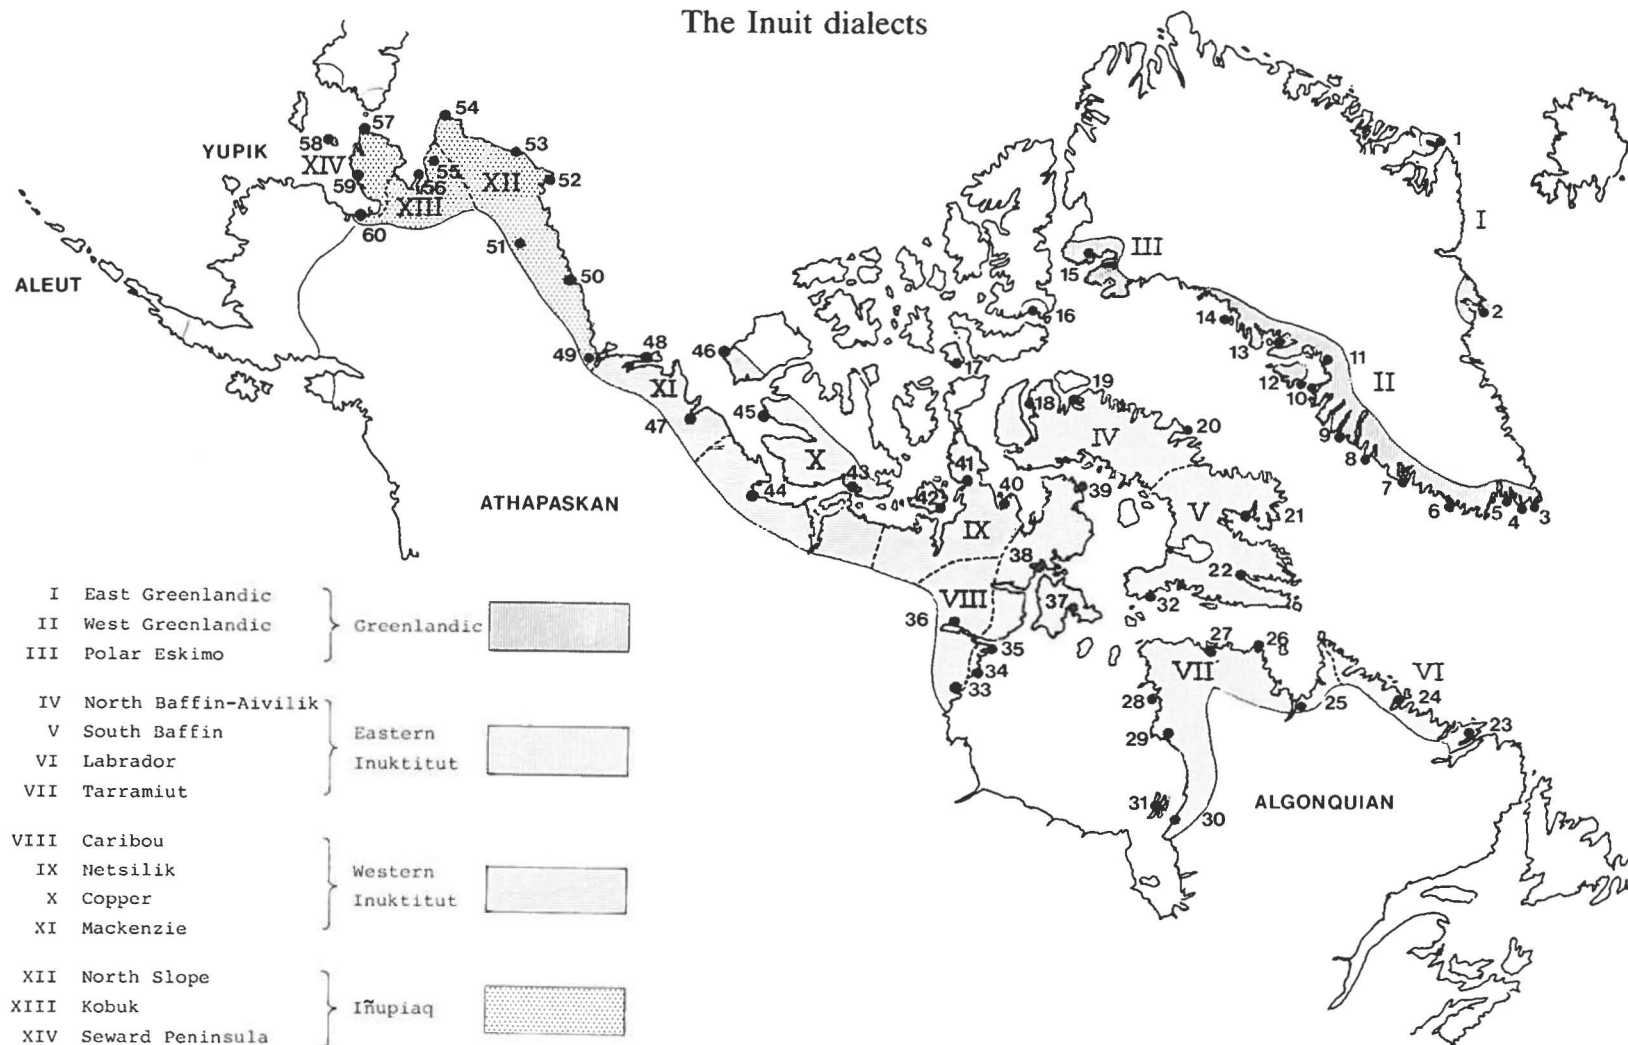 The Inuit dialects
YUPIK
ALEUT
ATHAPASKAN
ALGONQUIAN
I
II
III
IV
V
VI
VII
VIII
IX
X
XI
XII
XIII
XIV
1
2
3
4
5
6
7
8
9
10
11
12
13
14
15
16
17
18
19
20
21
22
23
24
25
26
27
28
29
30
31
32
33
34
35
36
37
38
39
40
41
42
43
44
45
46
47
48
49
50
51
52
53
54
55
56
57
58
59
60
I East Greenlandic
II West Greenlandic
III Polar Eskimo
Greenlandic
IV North Baffin-Aivilik
V South Baffin
VI Labrador
VII Tarramiut
Eastern
Inuktitut
VIII Caribou
IX Netsilik
X Copper
XI Mackenzie
Western
Inuktitut
XII North Slope
XIII Kobuk
XIV Seward Peninsula
Iñupiaq